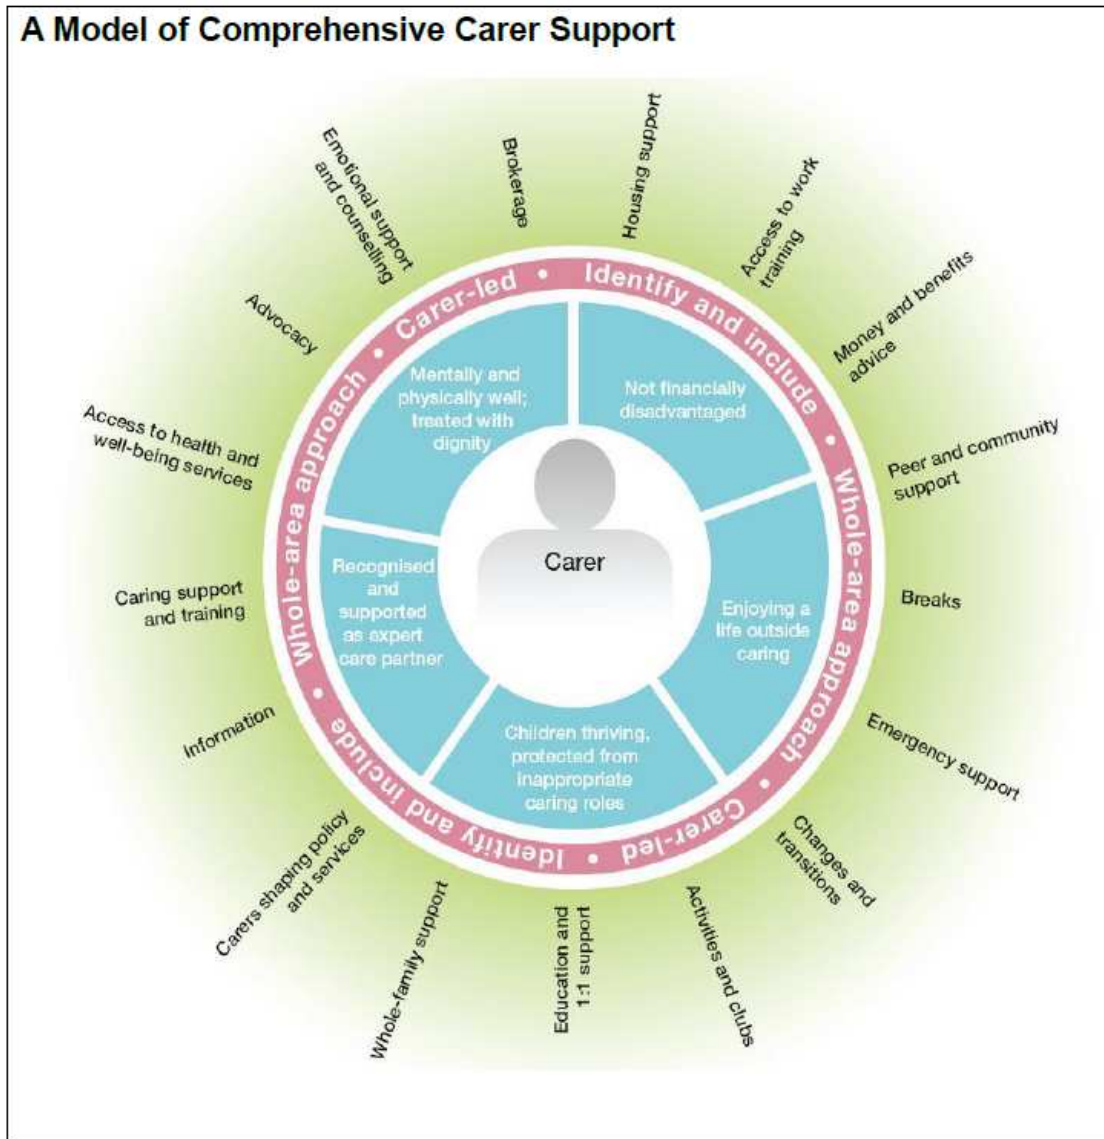 A Model of Comprehensive Carer Support
Housing support
Access to work
training
Money and benefits
advice
Peer and community
support
Breaks
Emergency support
Changes and
transitions
Activities and clubs
Education and
1:1 support
Whole-family support
Carers shaping policy
and services
Information
Caring support
and training
Access to health and
well-being services
Advocacy
Emotional support
and counselling
Brokerage
Identify and include • Whole-area approach • Carer-led • Identify and include • Whole-area approach • Carer-led •
Not financially
disadvantaged
Enjoying a
life outside
caring
Children thriving,
protected from
inappropriate
caring roles
Recognised
and
supported
as expert
care partner
Mentally and
physically well;
treated with
dignity
Carer